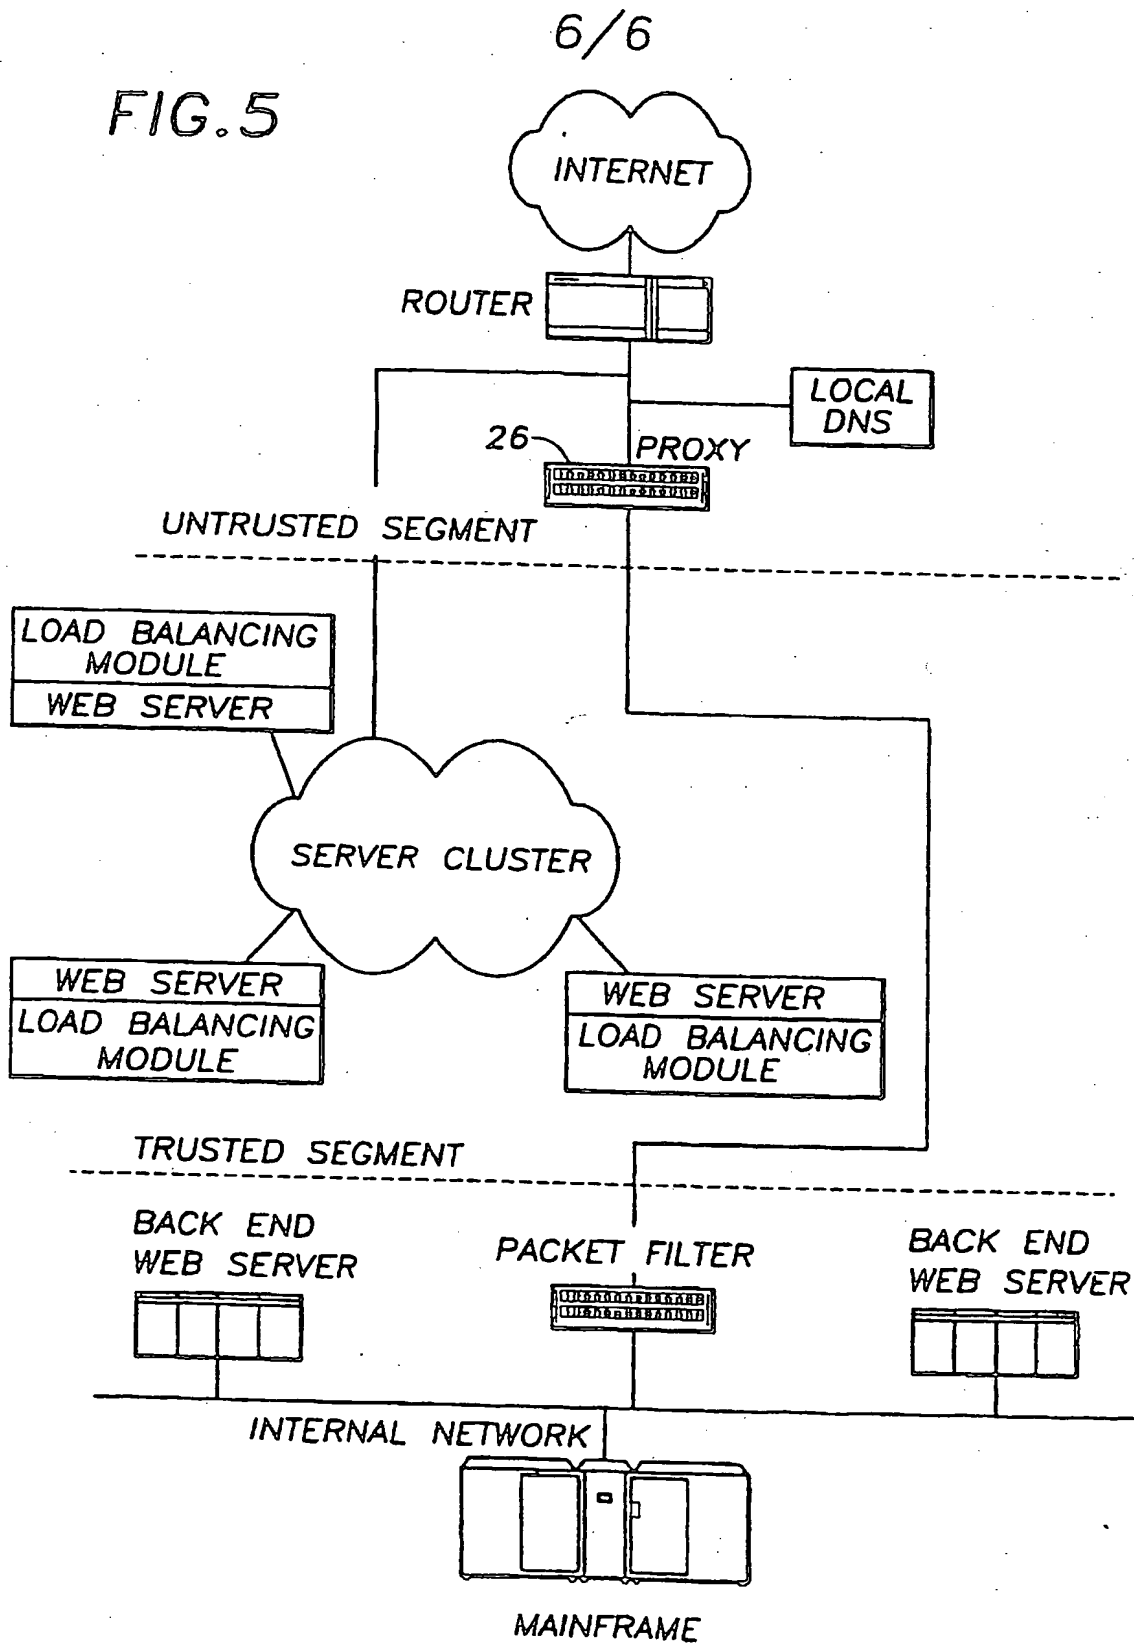 6/6
FIG.5
INTERNET
ROUTER
LOCAL
DNS
26
PROXY
UNTRUSTED SEGMENT
LOAD BALANCING
MODULE
WEB SERVER
SERVER CLUSTER
WEB SERVER
LOAD BALANCING
MODULE
WEB SERVER
LOAD BALANCING
MODULE
TRUSTED SEGMENT
BACK END
WEB SERVER
PACKET FILTER
BACK END
WEB SERVER
INTERNAL NETWORK
MAINFRAME